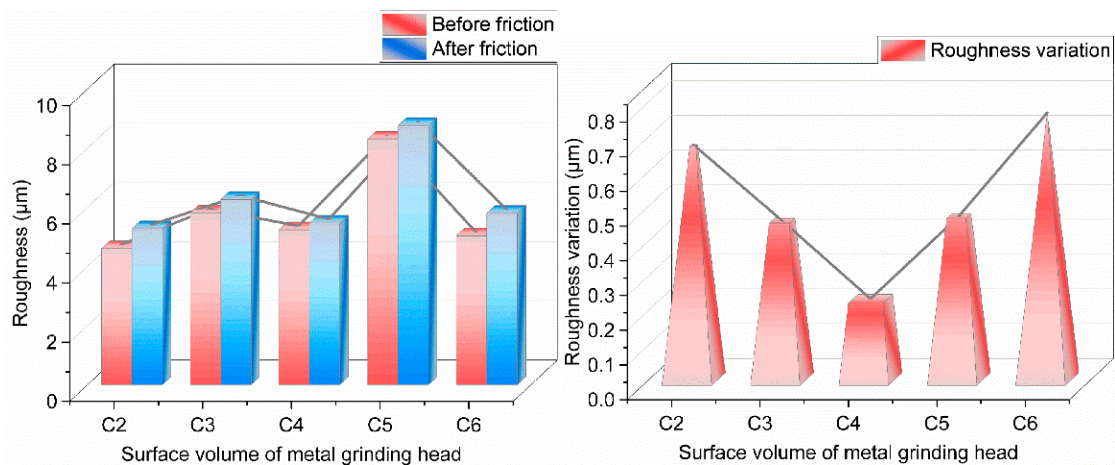 Before friction
After friction
Roughness (μm)
10
8
6
4
2
0
C2 C3 C4 C5 C6
Surface volume of metal grinding head
Roughness variation
Roughness variation (μm)
0.8
0.7
0.6
0.5
0.4
0.3
0.2
0.1
0.0
C2 C3 C4 C5 C6
Surface volume of metal grinding head